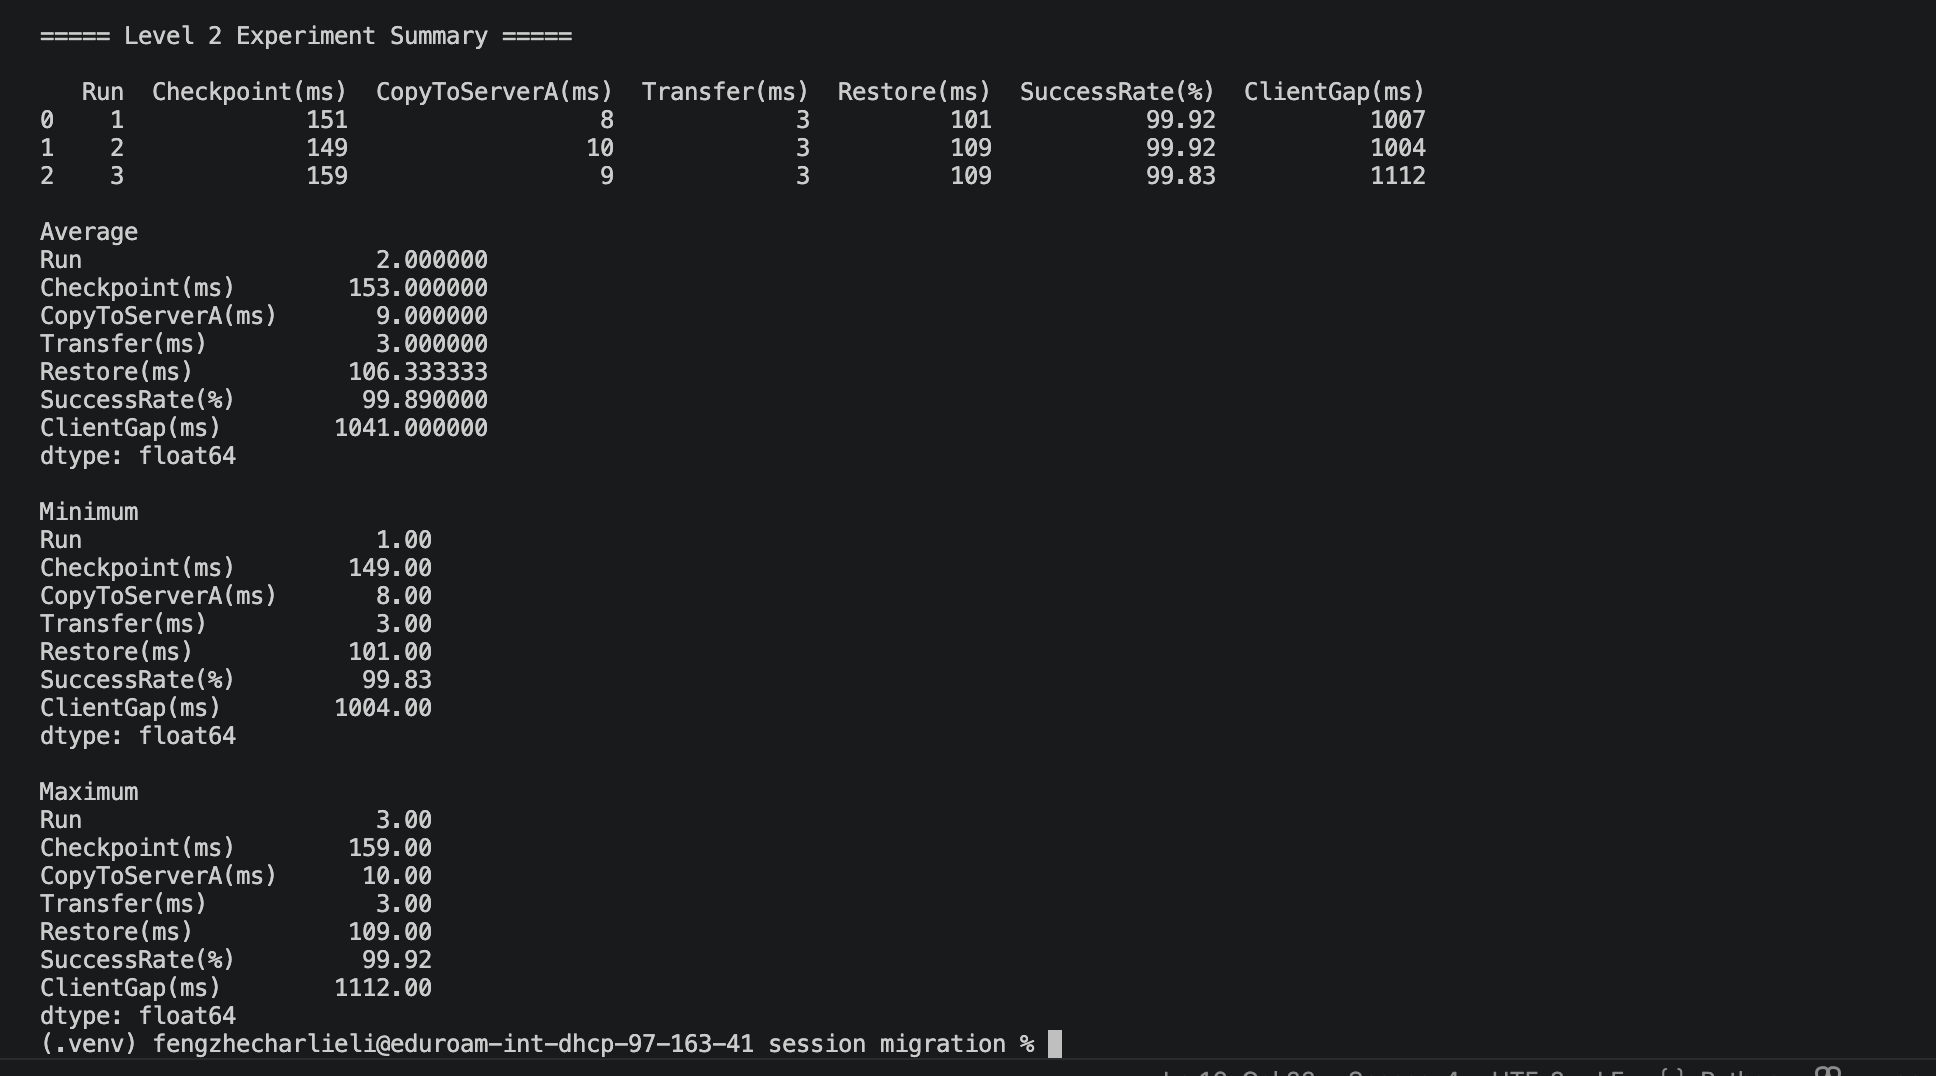 ===== Level 2 Experiment Summary =====
Run Checkpoint(ms) CopyToServerA(ms) Transfer(ms) Restore(ms) SuccessRate(%) ClientGap(ms)
0 1 151 8 3 101 99.92 1007
1 2 149 10 3 109 99.92 1004
2 3 159 9 3 109 99.83 1112
Average
Run 2.000000
Checkpoint(ms) 153.000000
CopyToServerA(ms) 9.000000
Transfer(ms) 3.000000
Restore(ms) 106.333333
SuccessRate(%) 99.890000
ClientGap(ms) 1041.000000
dtype: float64
Minimum
Run 1.00
Checkpoint(ms) 149.00
CopyToServerA(ms) 8.00
Transfer(ms) 3.00
Restore(ms) 101.00
SuccessRate(%) 99.83
ClientGap(ms) 1004.00
dtype: float64
Maximum
Run 3.00
Checkpoint(ms) 159.00
CopyToServerA(ms) 10.00
Transfer(ms) 3.00
Restore(ms) 109.00
SuccessRate(%) 99.92
ClientGap(ms) 1112.00
dtype: float64
(.venv) fengzhecharlieli@eduroam-int-dhcp-97-163-41 session migration %